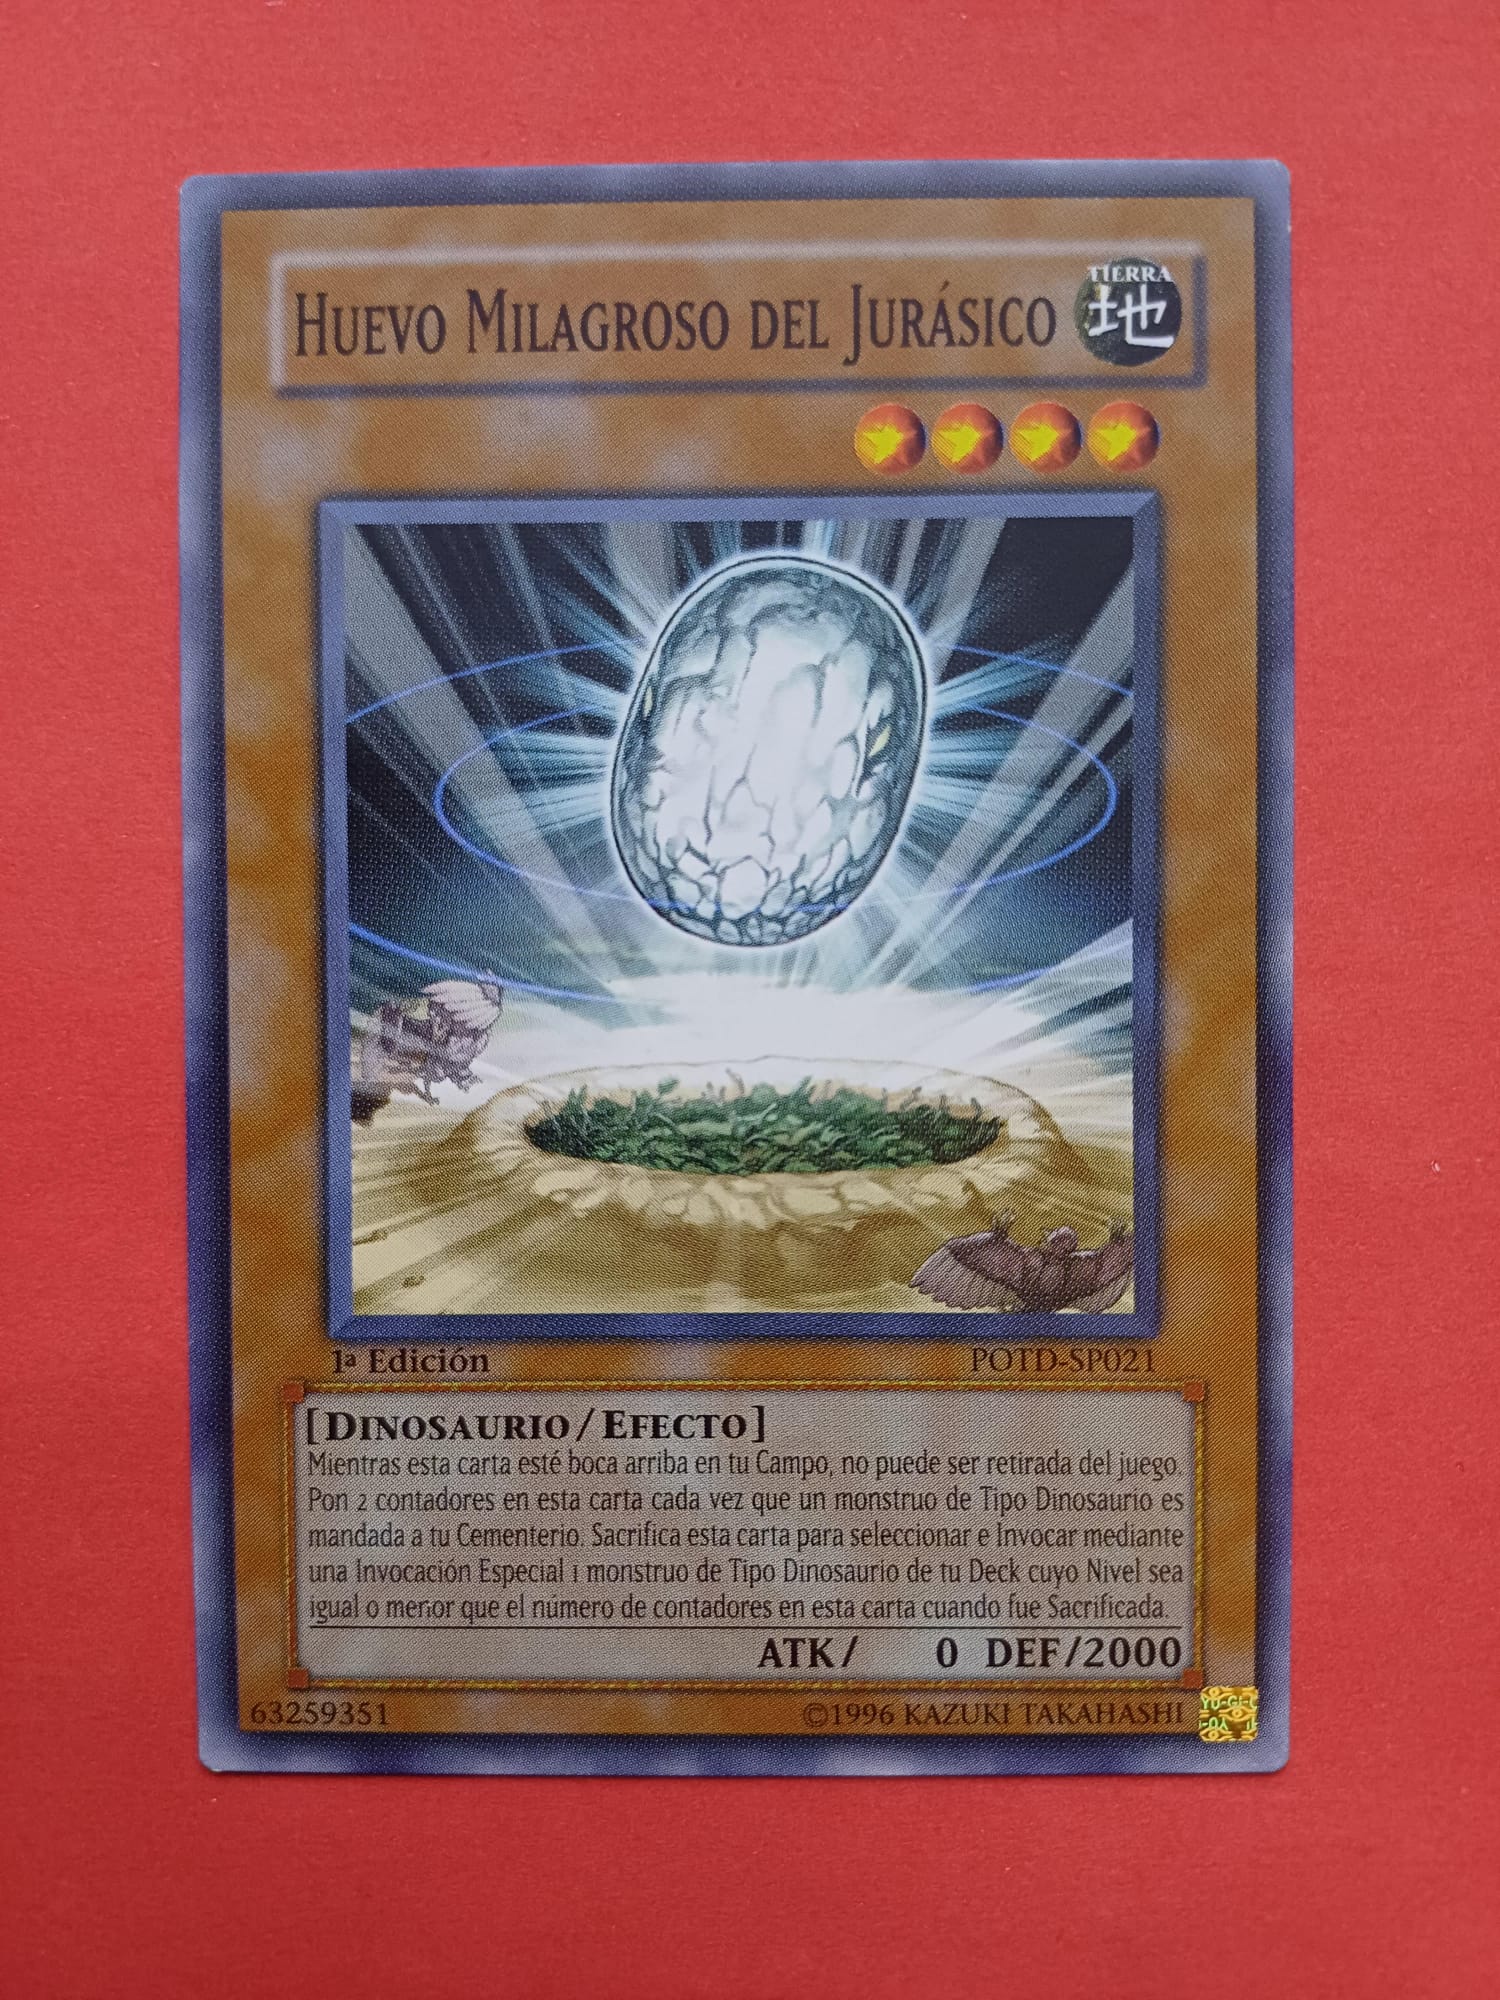 HUEVO MILAGROSO DEL JURÁSICO
TIERRA
地
1ª Edición
POTD-SP021
[DINOSAURIO/EFECTO]
Mientras esta carta esté boca arriba en tu Campo, no puede ser retirada del juego.
Pon 2 contadores en esta carta cada vez que un monstruo de Tipo Dinosaurio es
mandada a tu Cementerio. Sacrifica esta carta para seleccionar e Invocar mediante
una Invocación Especial 1 monstruo de Tipo Dinosaurio de tu Deck cuyo Nivel sea
igual o menor que el número de contadores en esta carta cuando fue Sacrificada.
ATK/ 0 DEF/2000
63259351
©1996 KAZUKI TAKAHASHI